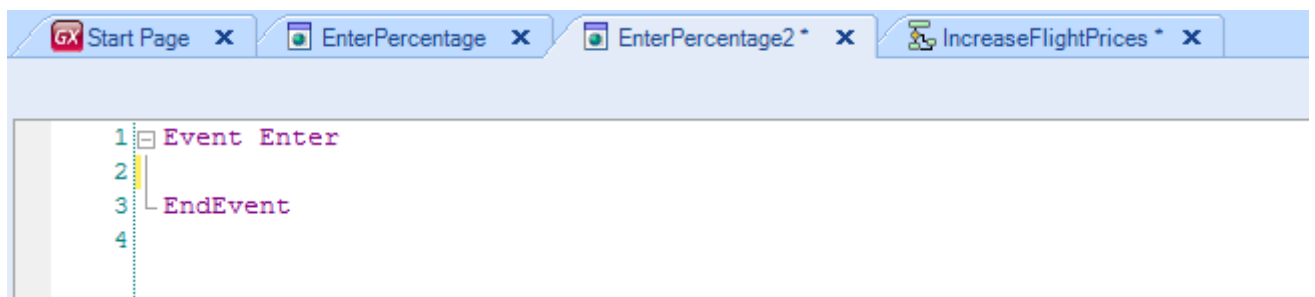 GX Start Page x EnterPercentage x EnterPercentage2 * x IncreaseFlightPrices * x
1 Event Enter
2
3 EndEvent
4